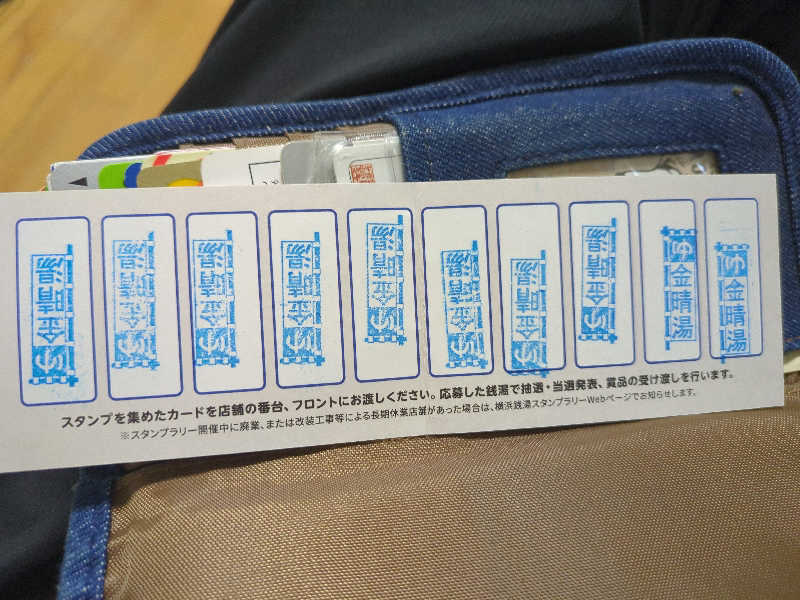 ゆ 金晴湯
ゆ 金晴湯
ゆ 金晴湯
ゆ 金晴湯
ゆ 金晴湯
ゆ 金晴湯
ゆ 金晴湯
ゆ 金晴湯
ゆ 金晴湯
ゆ 金晴湯
スタンプを集めたカードを店舗の番台、フロントにお渡しください。応募した銭湯で抽選・当選発表、賞品の受け渡しを行います。
※スタンプラリー開催中に廃業、または改装工事等による長期休業店舗があった場合は、横浜銭湯スタンプラリーWebページでお知らせします。